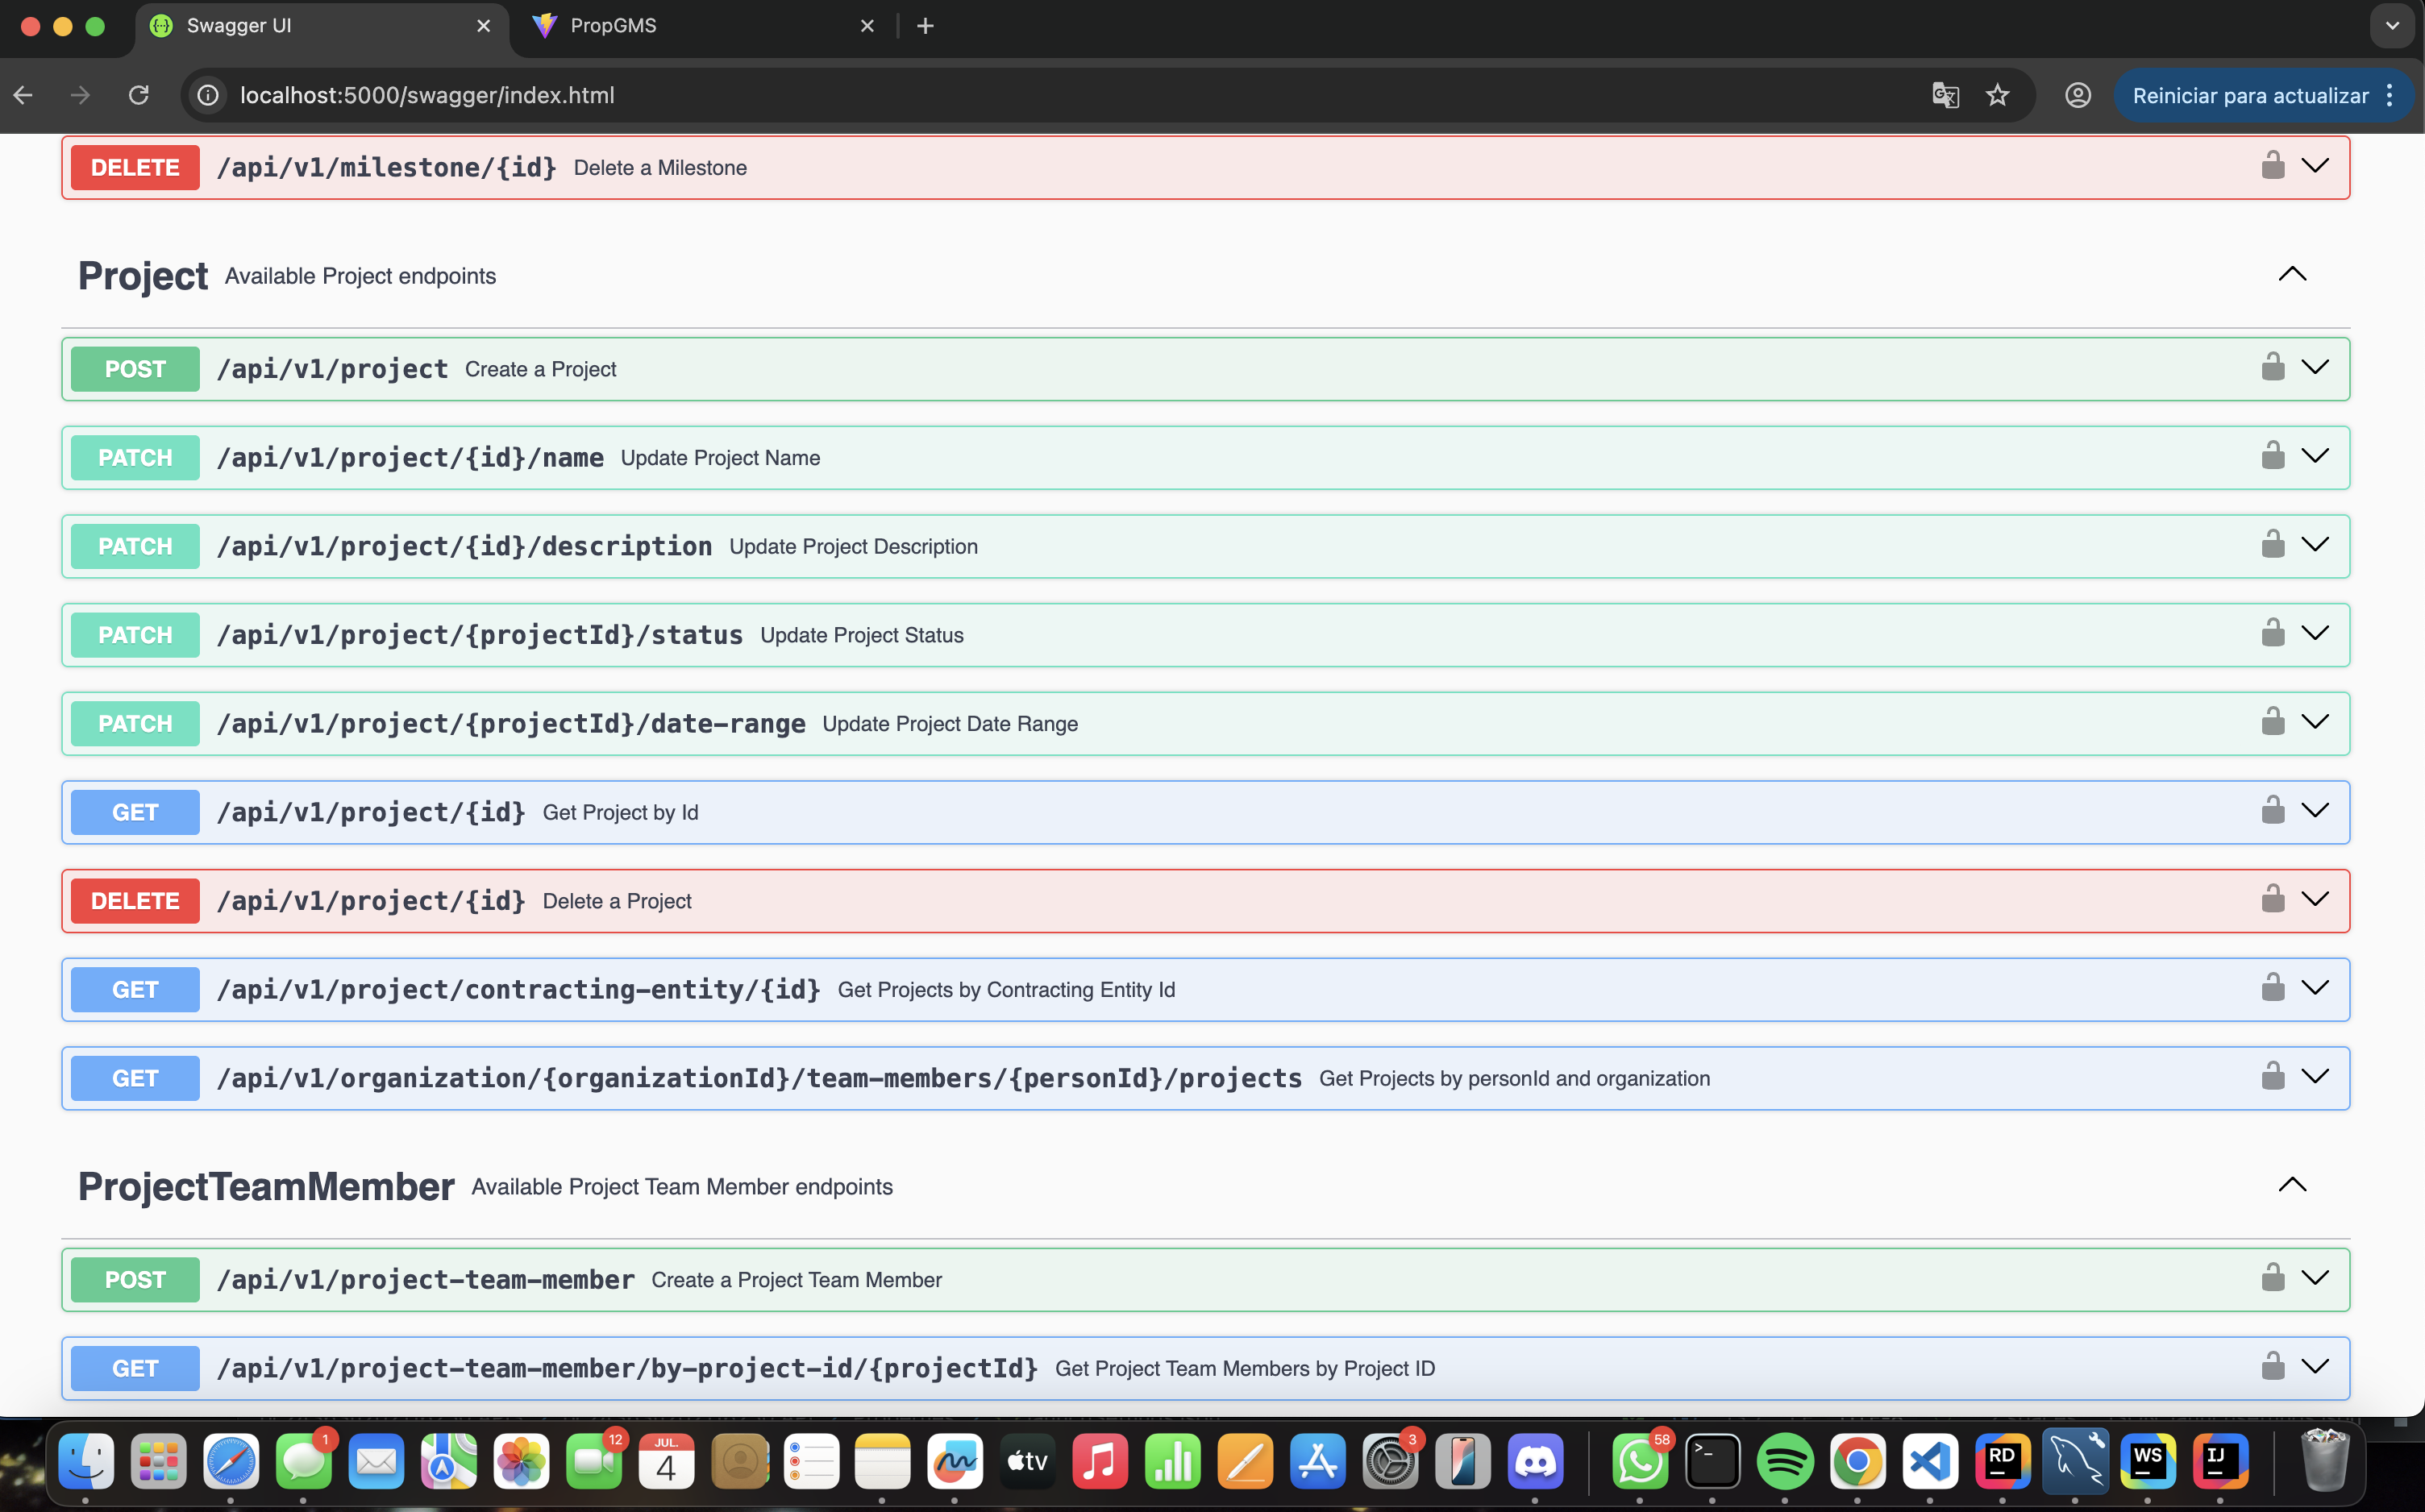 Swagger UI
PropGMS
localhost:5000/swagger/index.html
Reiniciar para actualizar
DELETE /api/v1/milestone/{id} Delete a Milestone
Project Available Project endpoints
POST /api/v1/project Create a Project
PATCH /api/v1/project/{id}/name Update Project Name
PATCH /api/v1/project/{id}/description Update Project Description
PATCH /api/v1/project/{projectId}/status Update Project Status
PATCH /api/v1/project/{projectId}/date-range Update Project Date Range
GET /api/v1/project/{id} Get Project by Id
DELETE /api/v1/project/{id} Delete a Project
GET /api/v1/project/contracting-entity/{id} Get Projects by Contracting Entity Id
GET /api/v1/organization/{organizationId}/team-members/{personId}/projects Get Projects by personId and organization
ProjectTeamMember Available Project Team Member endpoints
POST /api/v1/project-team-member Create a Project Team Member
GET /api/v1/project-team-member/by-project-id/{projectId} Get Project Team Members by Project ID
1
12
JUL.
4
tv
3
58
>_
RD
WS
IJ